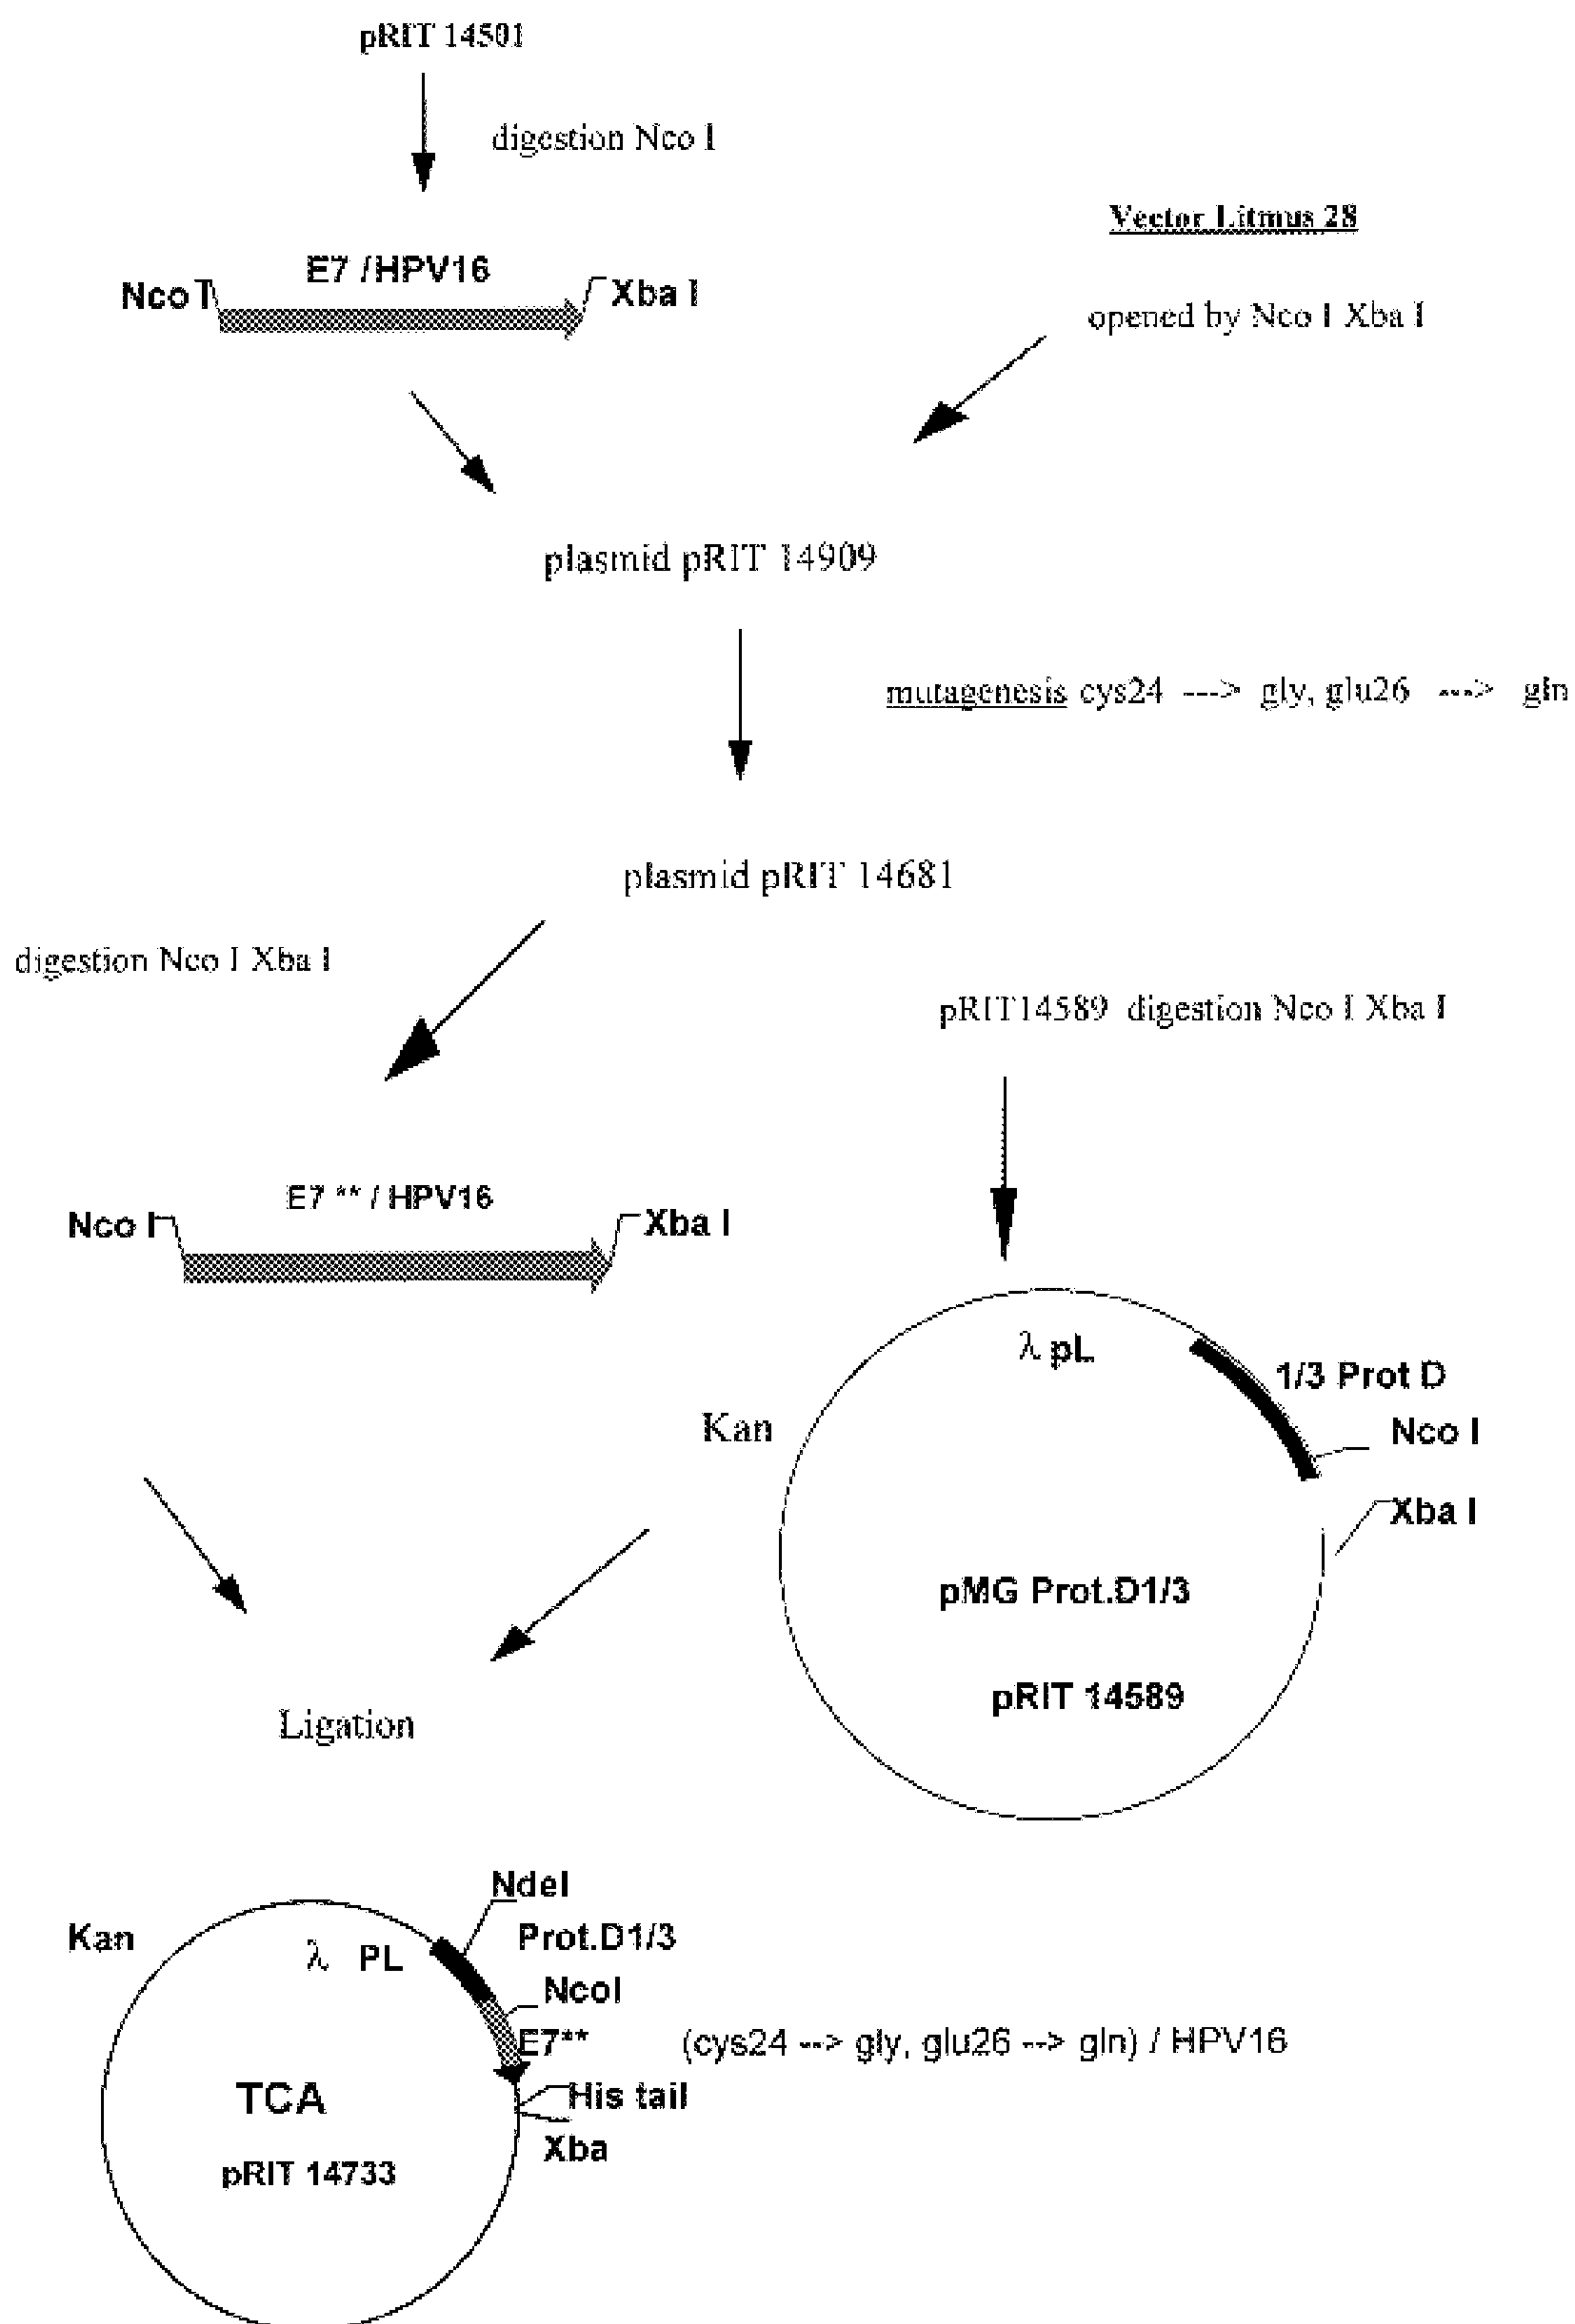 pRIT 14501
digestion Nco I
Vector Litmus 28
E7 /HPV16
Nco I
Xba I
opened by Nco I Xba I
plasmid pRIT 14909
mutagenesis cys24 ---> gly, glu26 ---> gln
plasmid pRIT 14681
digestion Nco I Xba I
pRIT14589 digestion Nco I Xba I
E7 ** / HPV16
Nco I
Xba I
λ pL
1/3 Prot D
Kan
Nco I
Xba I
pMG Prot.D1/3
pRIT 14589
Ligation
NdeI
Kan
λ PL
Prot.D1/3
NcoI
E7** (cys24 --> gly, glu26 --> gln) / HPV16
TCA
His tail
Xba
pRIT 14733